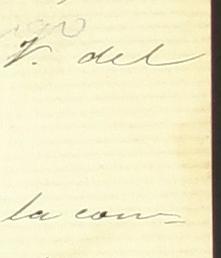 V. del
la con=